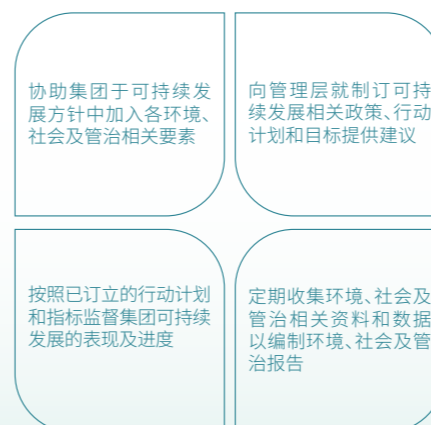 协助集团于可持续发
展方针中加入各环境、
社会及管治相关要素
向管理层就制订可持
续发展相关政策、行动
计划和目标提供建议
按照已订立的行动计划
和指标监督集团可持续
发展的表现及进度
定期收集环境、社会及
管治相关资料和数据
以编制环境、社会及管
治报告